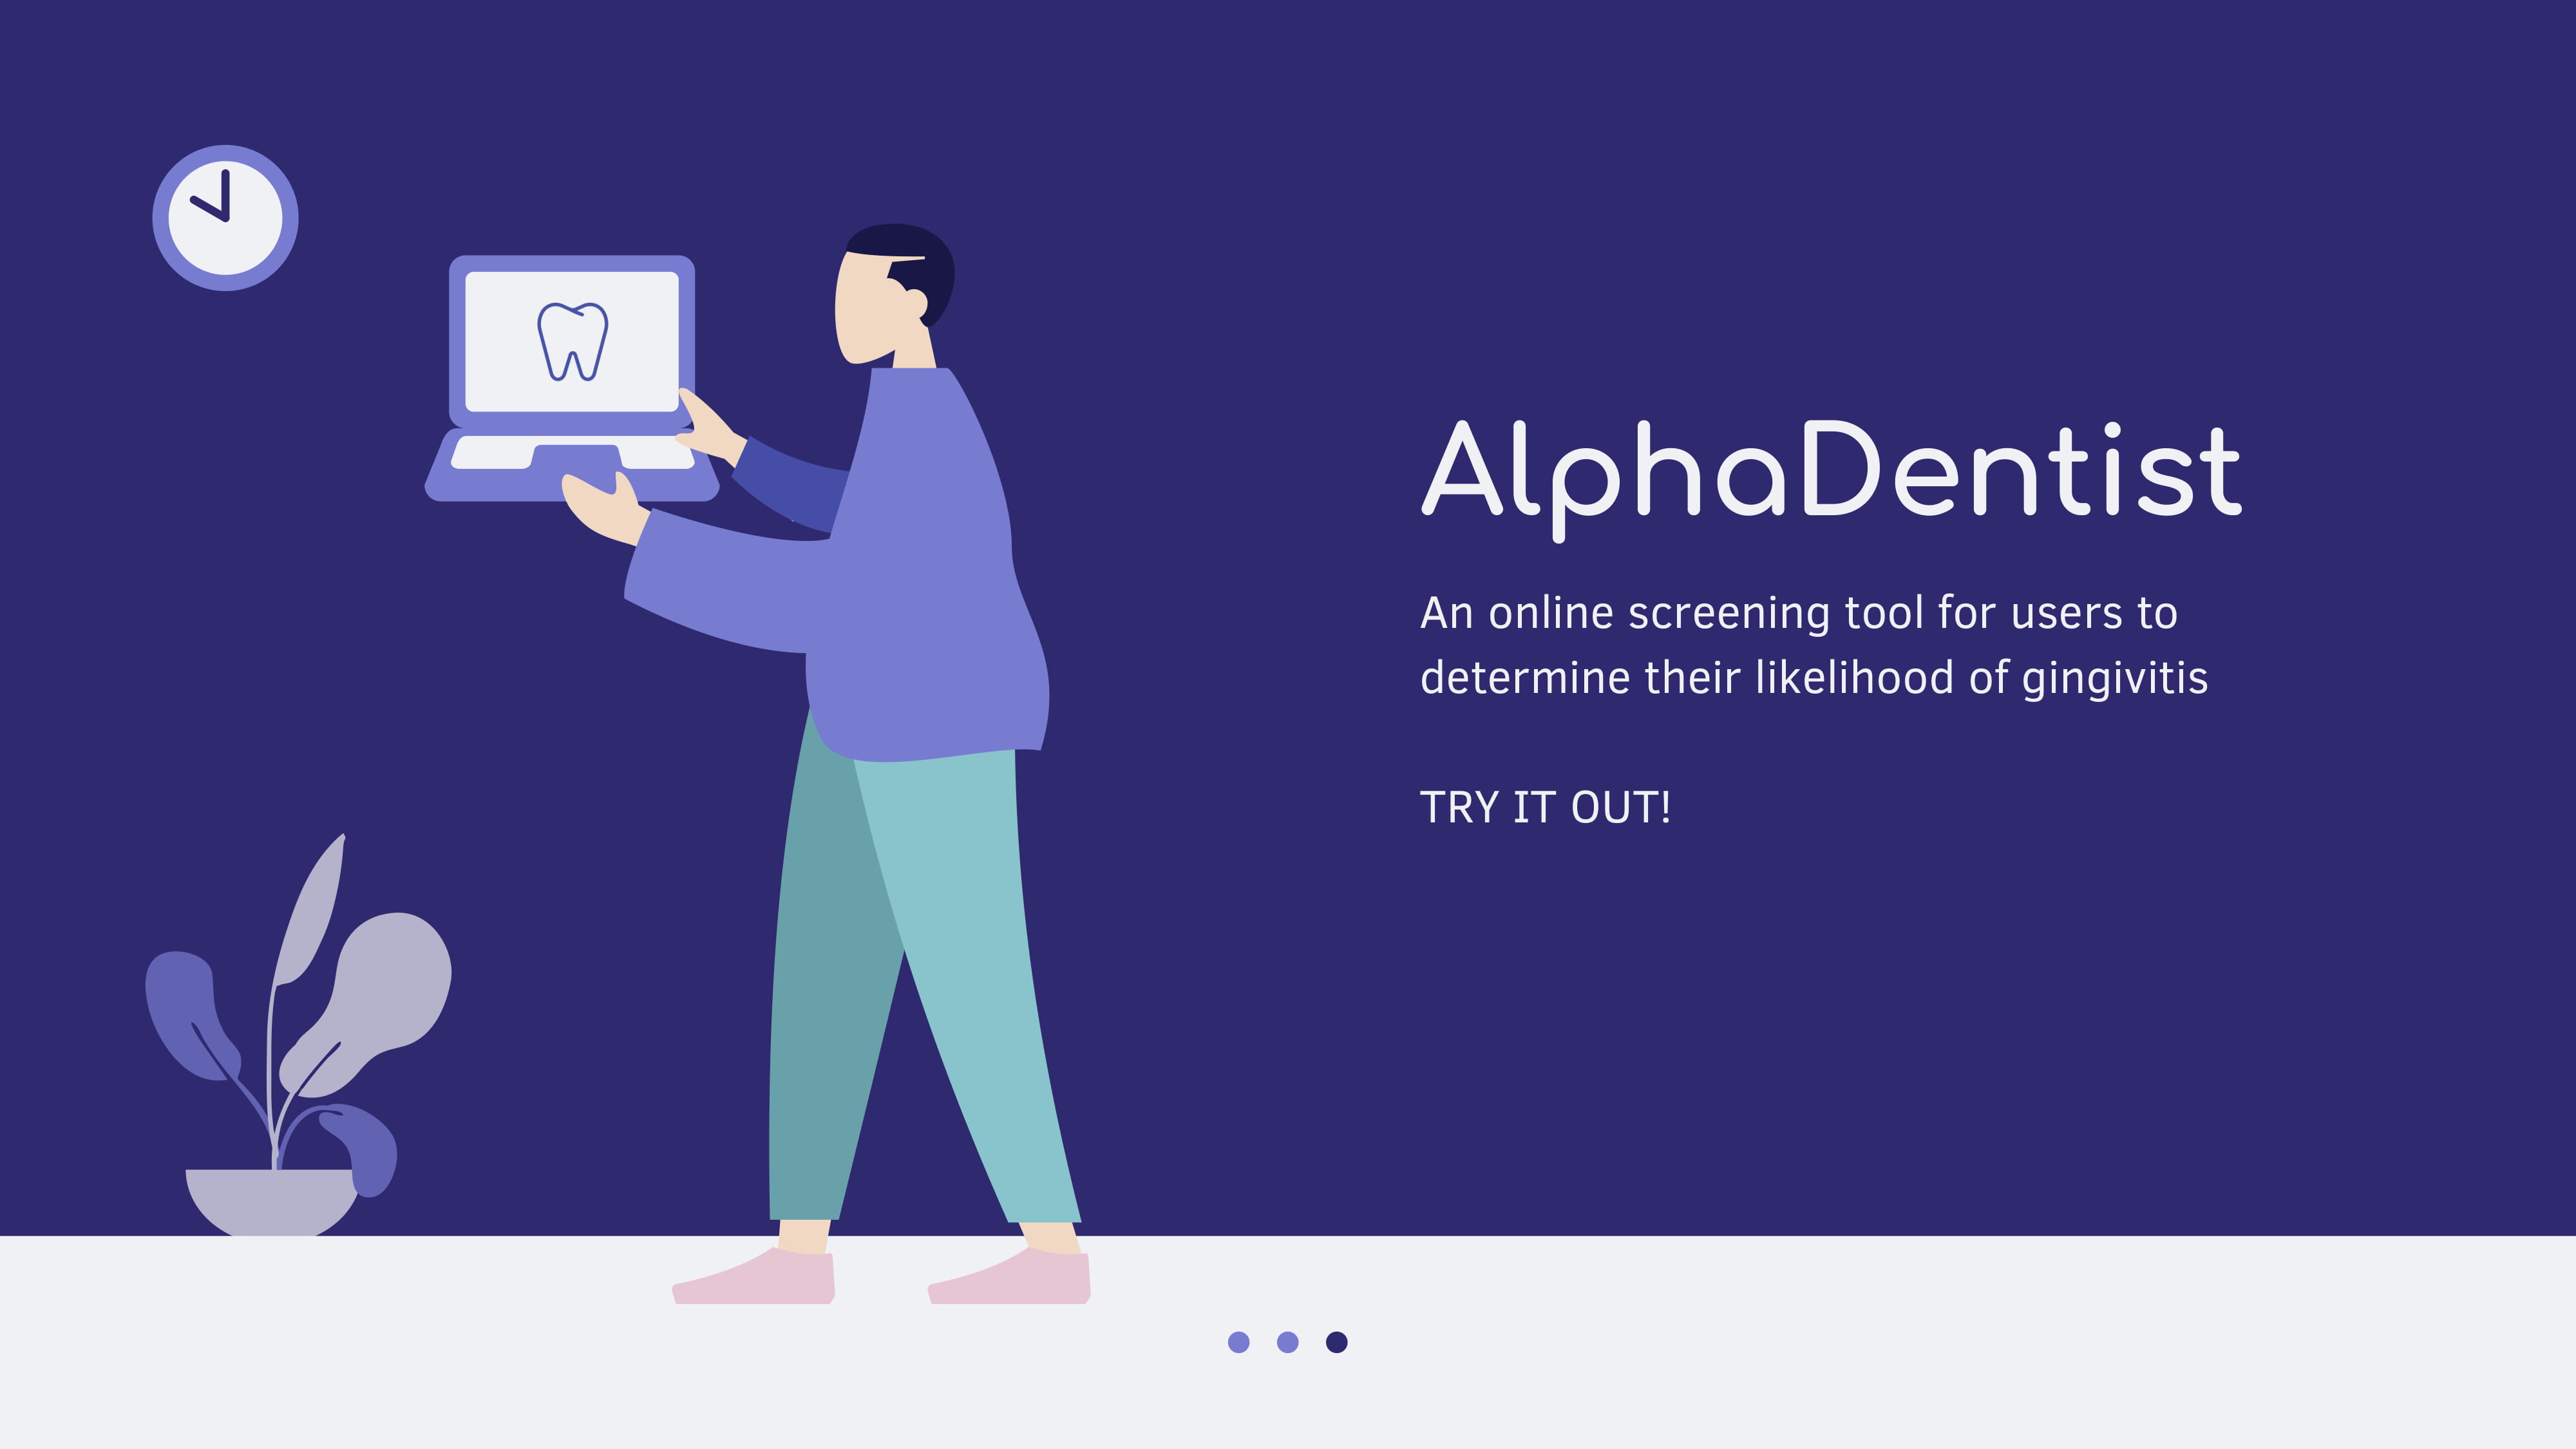 AlphaDentist
An online screening tool for users to
determine their likelihood of gingivitis
TRY IT OUT!